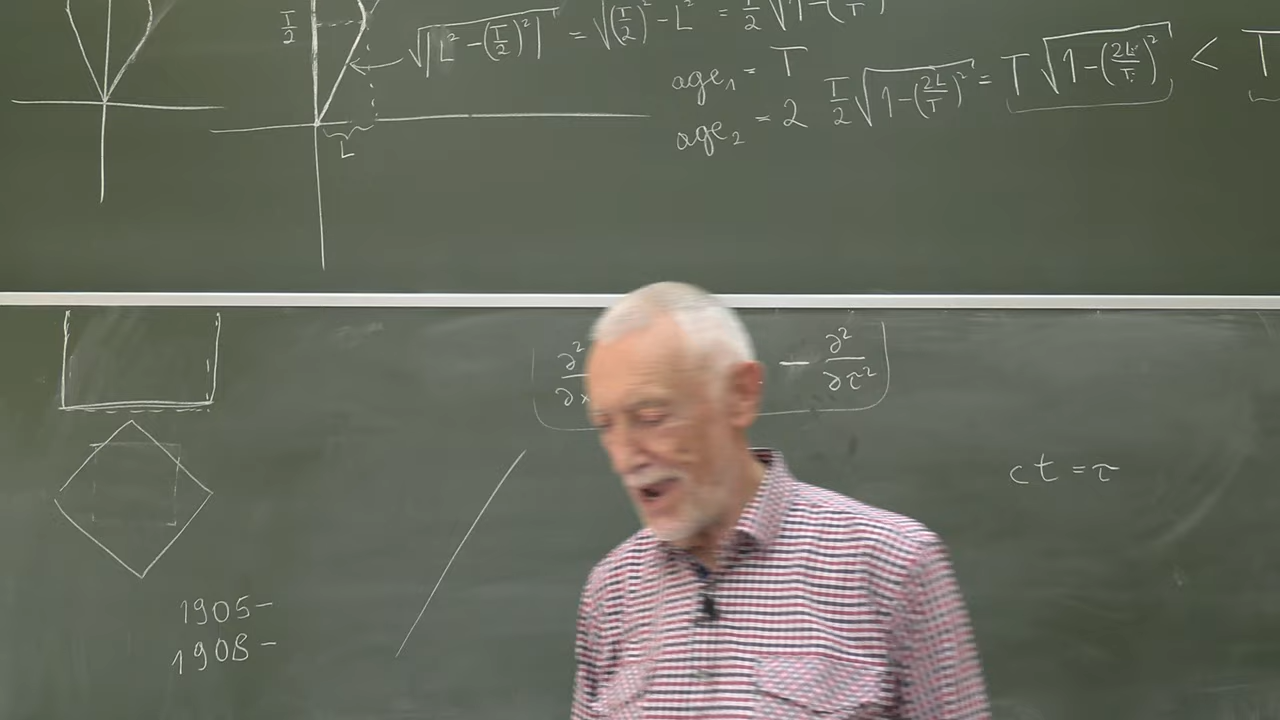 T/2 √|L² − (T/2)²| = √(T/2)² − L² = T/2 √1 − (
L
age₁ = T
age₂ = 2 T/2 √1 − (2L/T)² = T √1 − (2L/T)² < T
∂²/∂x − ∂²/∂τ²
ct = τ
1905 –
1908 –